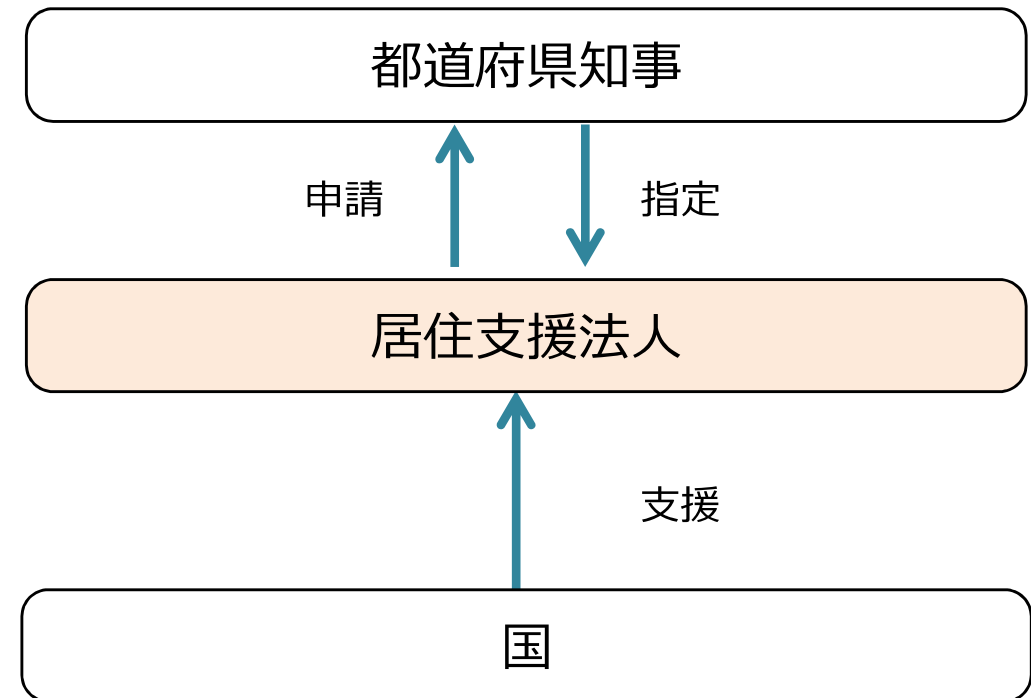 都道府県知事
申請
指定
居住支援法人
支援
国